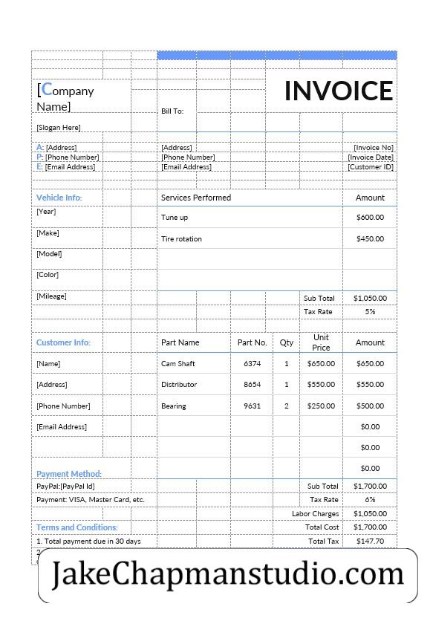 [Company
Name]
INVOICE
Bill To:
[Slogan Here]
A: [Address] [Address] [Invoice No]
P: [Phone Number] [Phone Number] [Invoice Date]
E: [Email Address] [Email Address] [Customer ID]
Vehicle Info: Services Performed Amount
[Year] Tune up $600.00
[Make] Tire rotation $450.00
[Model]
[Color]
[Mileage] Sub Total $1,050.00
Tax Rate 5%
Customer Info: Part Name Part No. Qty Unit Price Amount
[Name] Cam Shaft 6374 1 $650.00 $650.00
[Address] Distributor 8654 1 $550.00 $550.00
[Phone Number] Bearing 9631 2 $250.00 $500.00
[Email Address] $0.00
$0.00
$0.00
Payment Method:
PayPal:[PayPal Id] Sub Total $1,700.00
Payment: VISA, Master Card, etc. Tax Rate 6%
Labor Charges $1,050.00
Terms and Conditions: Total Cost $1,700.00
1. Total payment due in 30 days Total Tax $147.70
JakeChapmanstudio.com